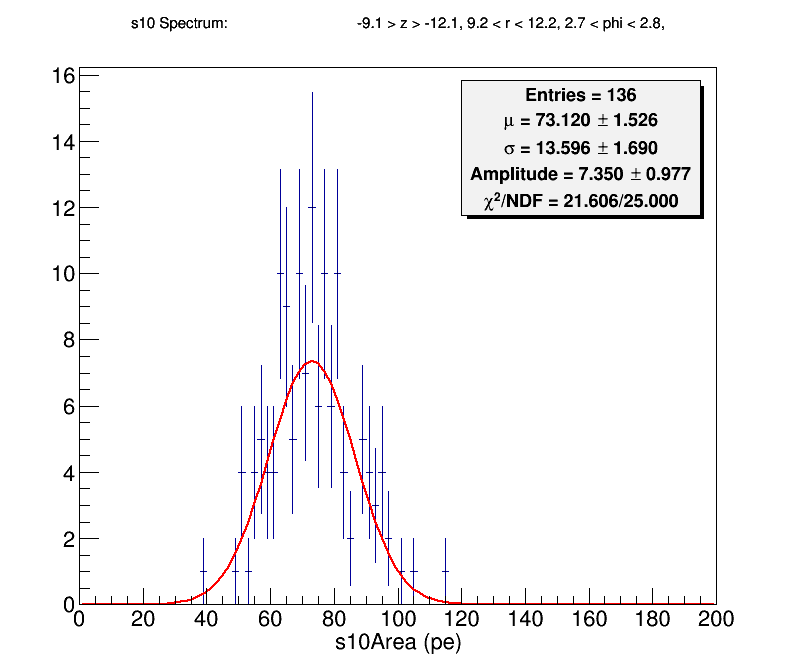 s10 Spectrum: -9.1 > z > -12.1, 9.2 < r < 12.2, 2.7 < phi < 2.8,
Entries = 136
μ = 73.120 ± 1.526
σ = 13.596 ± 1.690
Amplitude = 7.350 ± 0.977
χ²/NDF = 21.606/25.000
16
14
12
10
8
6
4
2
0
0 20 40 60 80 100 120 140 160 180 200
s10Area (pe)